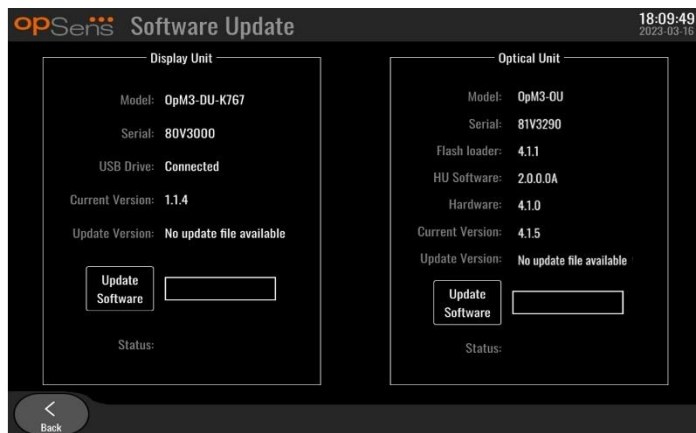 opSens Software Update
18:09:49
2023-03-16
Display Unit
Model: OpM3-DU-K767
Serial: 80V3000
USB Drive: Connected
Current Version: 1.1.4
Update Version: No update file available
Update
Software
Status:
Optical Unit
Model: OpM3-OU
Serial: 81V3290
Flash loader: 4.1.1
HU Software: 2.0.0.0A
Hardware: 4.1.0
Current Version: 4.1.5
Update Version: No update file available
Update
Software
Status:
Back